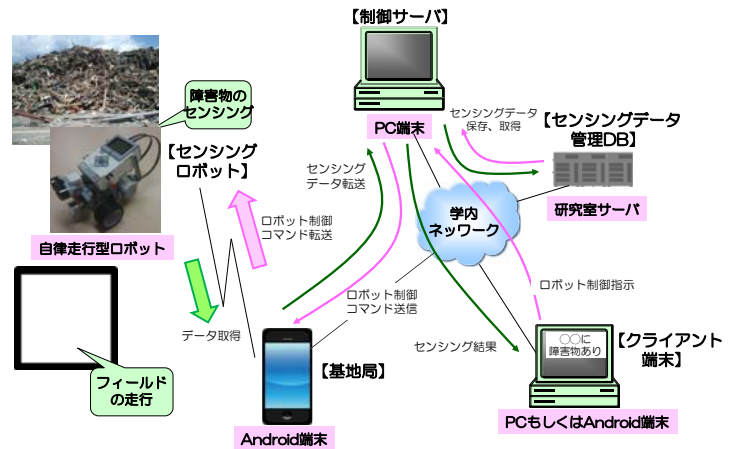 【制御サーバ】
障害物の
センシング
PC端末
センシングデータ
保存、取得
【センシングデータ
管理DB】
【センシング
ロボット】
センシング
データ転送
学内
ネットワーク
研究室サーバ
自律走行型ロボット
ロボット制御
コマンド転送
データ取得
ロボット制御
コマンド送信
ロボット制御指示
センシング結果
〇〇に
障害物あり
【クライアント
端末】
フィールド
の走行
【基地局】
Android端末
PCもしくはAndroid端末